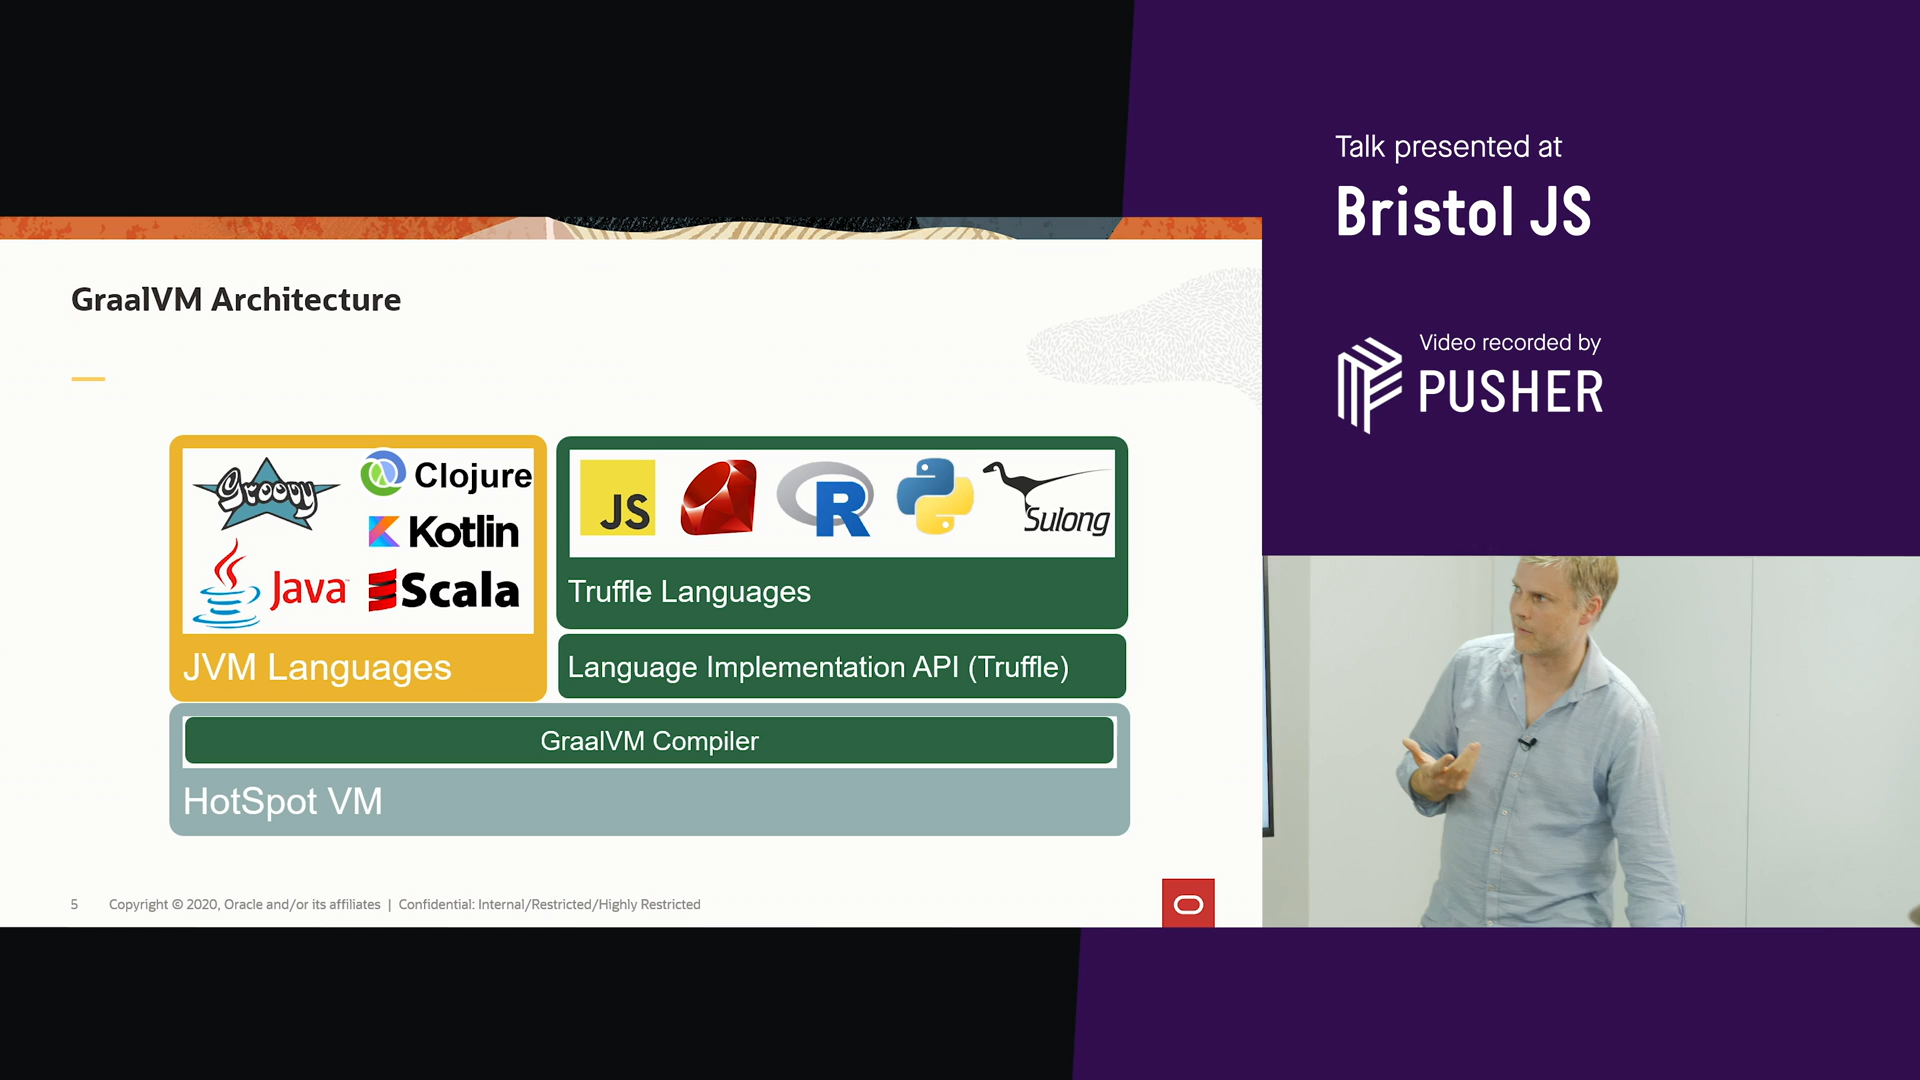 Talk presented at
Bristol JS
Video recorded by
PUSHER
GraalVM Architecture
Groovy
Clojure
Kotlin
Java
Scala
JVM Languages
JS
R
Sulong
Truffle Languages
Language Implementation API (Truffle)
GraalVM Compiler
HotSpot VM
5 Copyright © 2020, Oracle and/or its affiliates | Confidential: Internal/Restricted/Highly Restricted